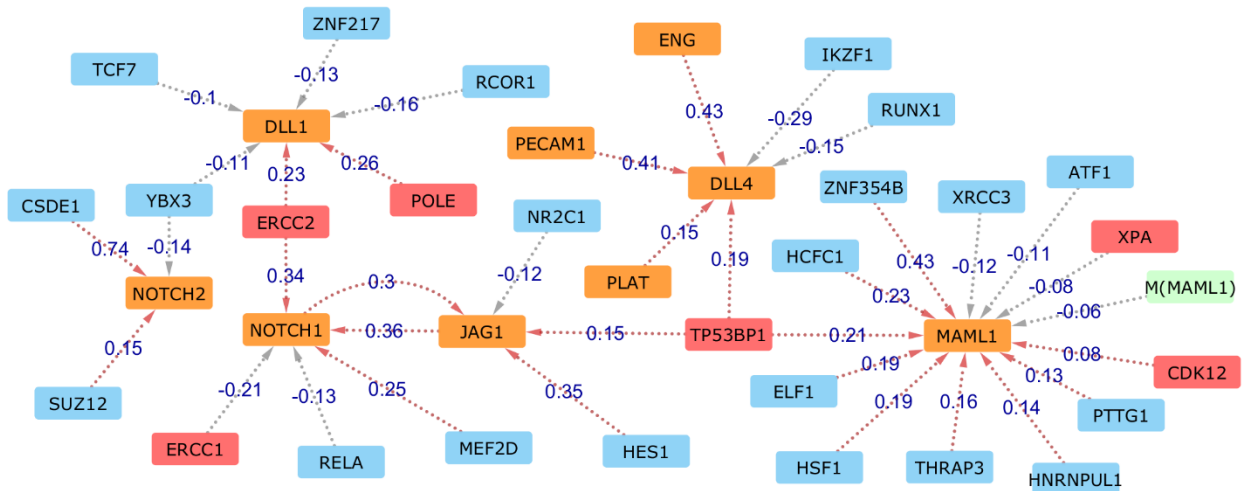 ZNF217
ENG
IKZF1
TCF7
RCOR1
-0.13
-0.1
-0.16
RUNX1
0.43
-0.29
DLL1
PECAM1
-0.15
0.41
-0.11
0.26
ATF1
0.23
DLL4
ZNF354B
XRCC3
CSDE1
YBX3
POLE
ERCC2
NR2C1
XPA
0.74
-0.14
0.15
0.19
HCFC1
0.43
-0.12
-0.11
-0.08
0.34
-0.12
PLAT
M(MAML1)
NOTCH2
0.3
0.23
-0.06
NOTCH1
0.36
JAG1
0.15
TP53BP1
0.21
MAML1
0.15
0.08
CDK12
0.19
0.13
-0.21
-0.13
0.25
0.35
ELF1
SUZ12
0.19
0.16
0.14
PTTG1
ERCC1
RELA
MEF2D
HES1
HSF1
THRAP3
HNRNPUL1